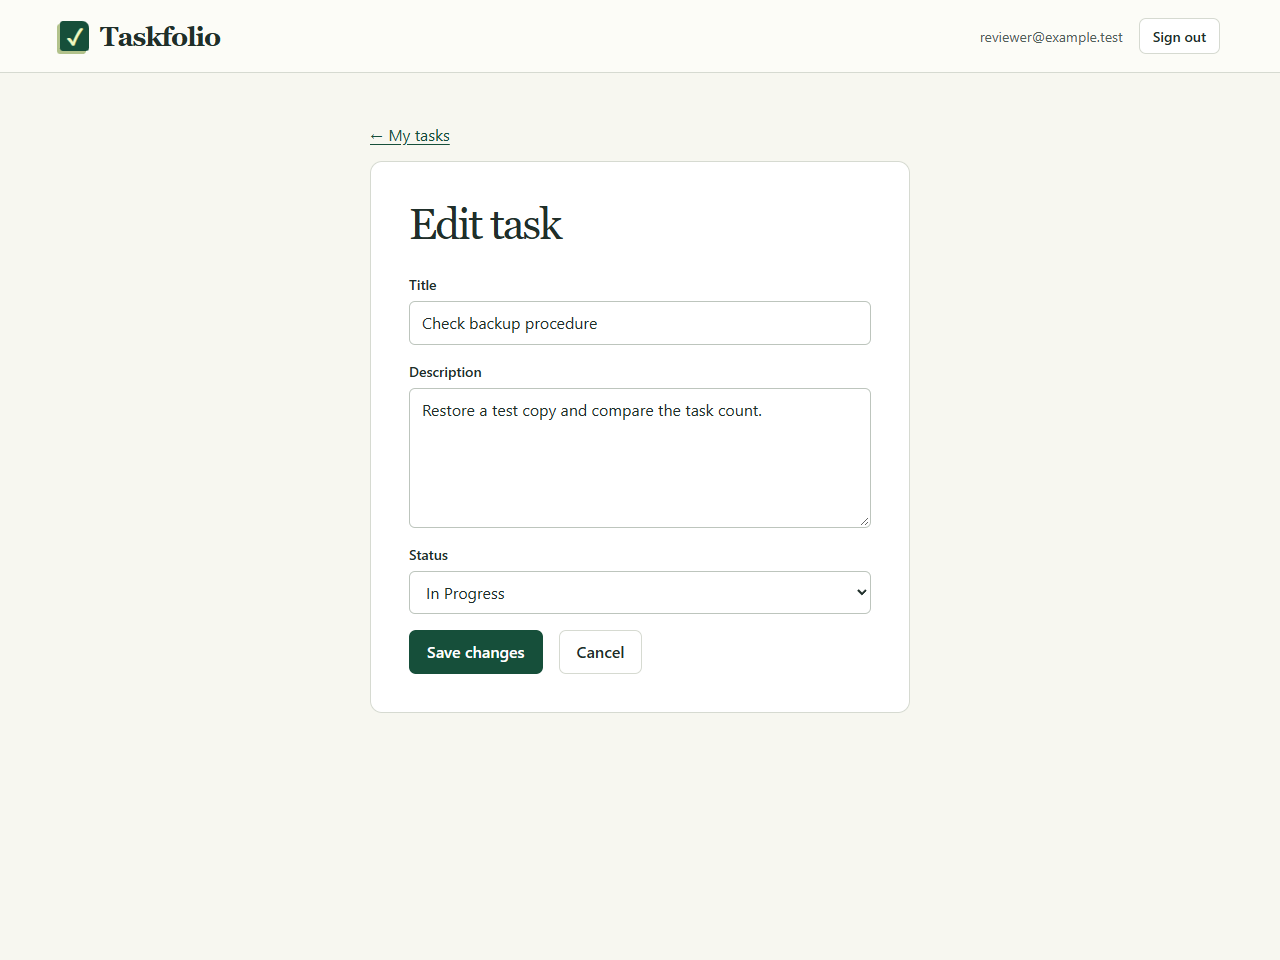 Taskfolio
reviewer@example.test
Sign out
← My tasks
Edit task
Title
Check backup procedure
Description
Restore a test copy and compare the task count.
Status
In Progress
Save changes
Cancel